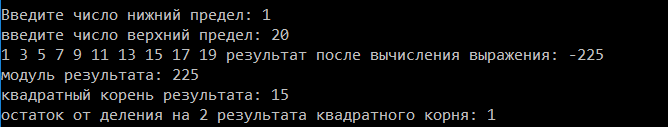 Введите число нижний предел: 1
введите число верхний предел: 20
1 3 5 7 9 11 13 15 17 19 результат после вычисления выражения: -225
модуль результата: 225
квадратный корень результата: 15
остаток от деления на 2 результата квадратного корня: 1